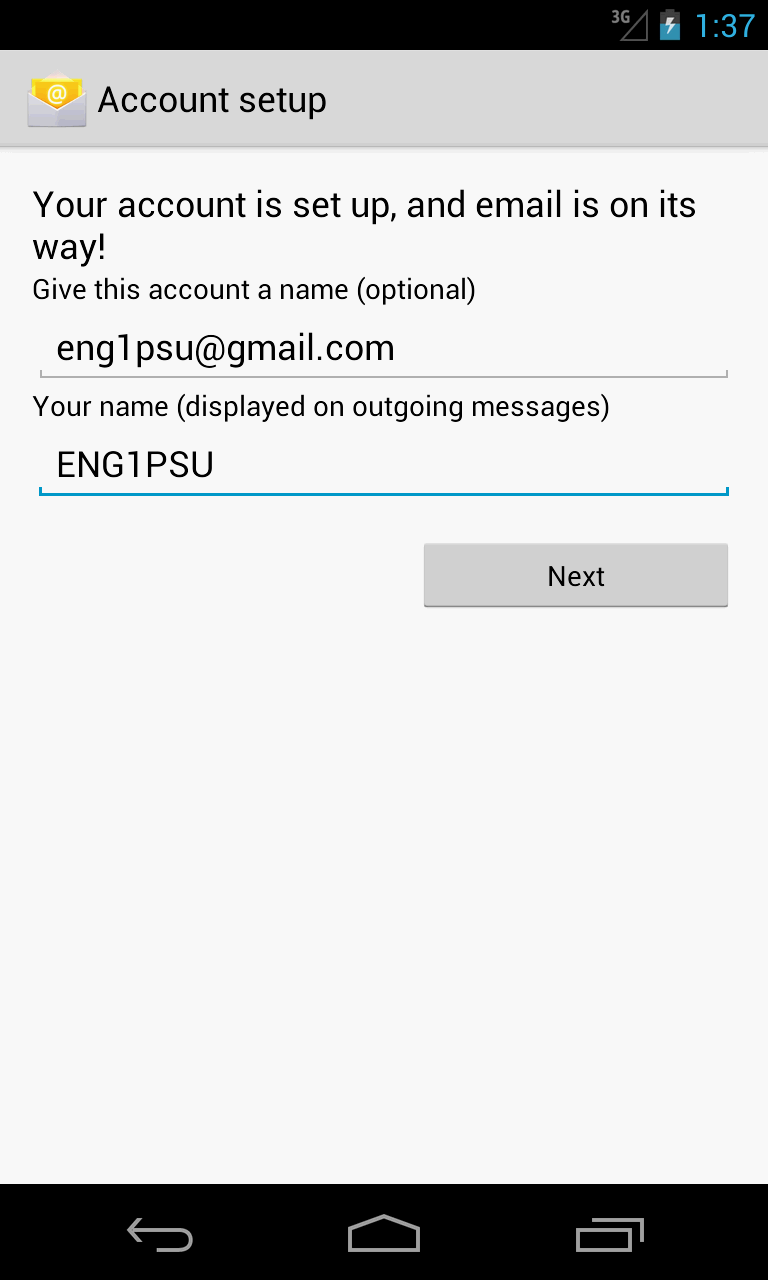 3G 1:37
@ Account setup
Your account is set up, and email is on its
way!
Give this account a name (optional)
eng1psu@gmail.com
Your name (displayed on outgoing messages)
ENG1PSU
Next